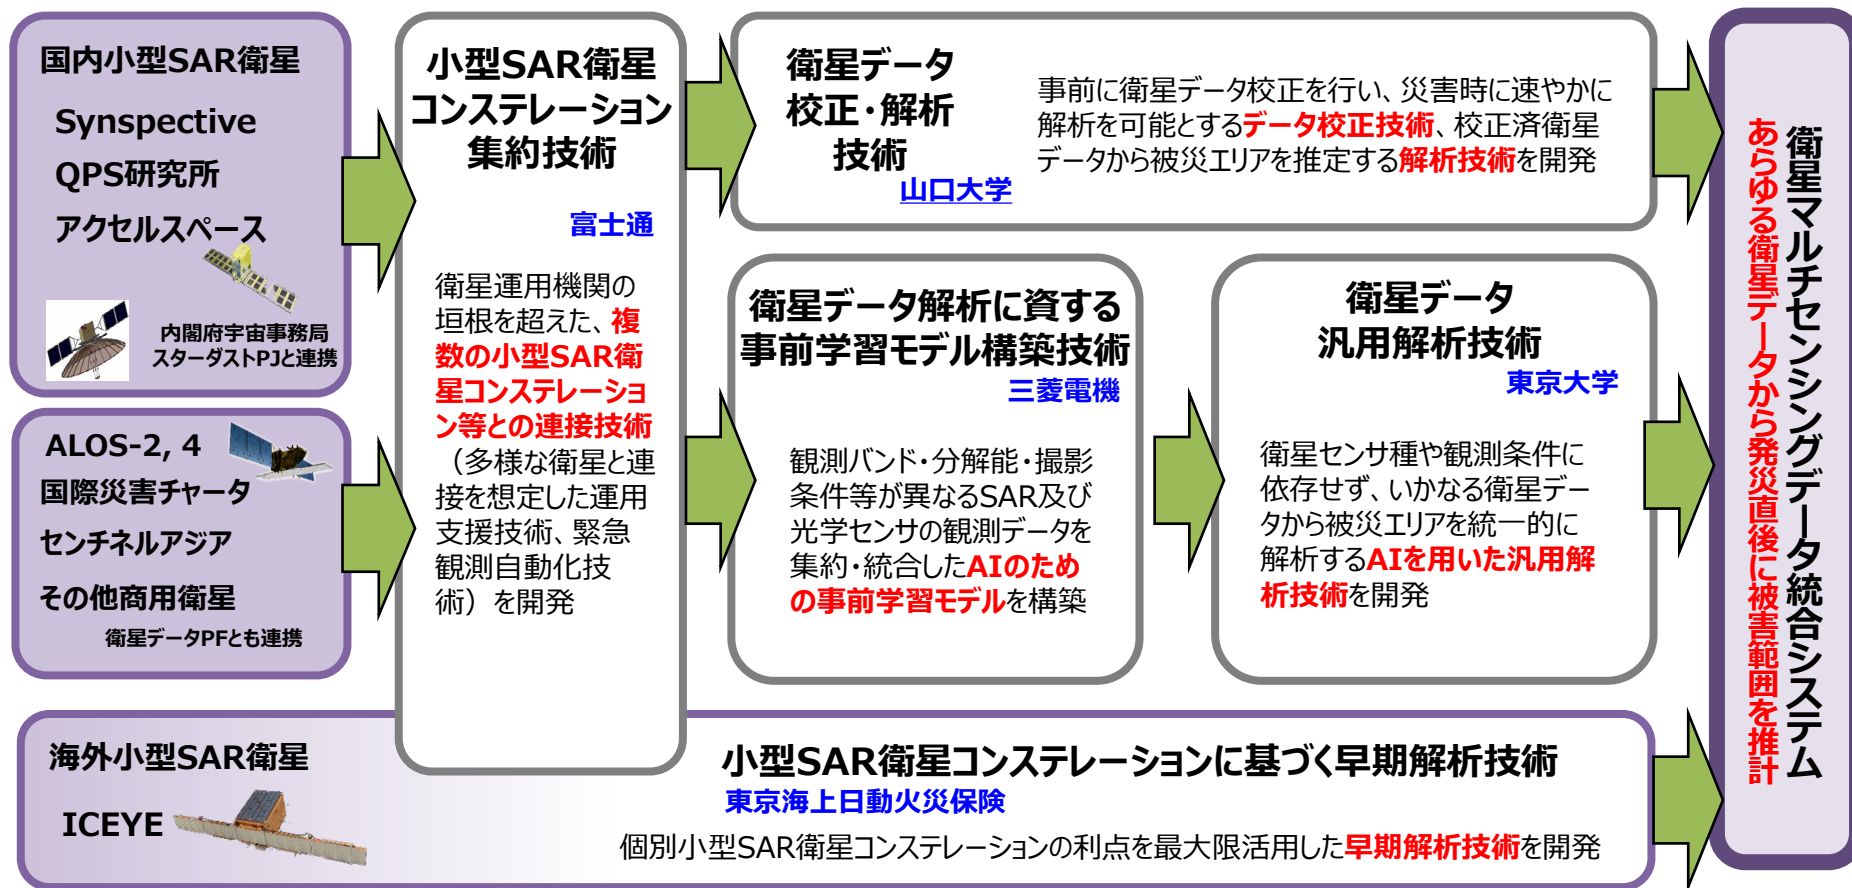 国内小型SAR衛星
Synspective
QPS研究所
アクセルスペース
内閣府宇宙事務局
スターダストPJと連携
ALOS-2, 4
国際災害チャータ
センチネルアジア
その他商用衛星
衛星データPFとも連携
小型SAR衛星
コンステレーション
集約技術
富士通
衛星運用機関の
垣根を超えた、複
数の小型SAR衛
星コンステレーショ
ン等との連接技術
（多様な衛星と連
接を想定した運用
支援技術、緊急
観測自動化技
術）を開発
衛星データ
校正・解析
技術
山口大学
事前に衛星データ校正を行い、災害時に速やかに
解析を可能とするデータ校正技術、校正済衛星
データから被災エリアを推定する解析技術を開発
衛星データ解析に資する
事前学習モデル構築技術
三菱電機
観測バンド・分解能・撮影
条件等が異なるSAR及び
光学センサの観測データを
集約・統合したAIのため
の事前学習モデルを構築
衛星データ
汎用解析技術
東京大学
衛星センサ種や観測条件に
依存せず、いかなる衛星デー
タから被災エリアを統一的に
解析するAIを用いた汎用解
析技術を開発
海外小型SAR衛星
ICEYE
小型SAR衛星コンステレーションに基づく早期解析技術
東京海上日動火災保険
個別小型SAR衛星コンステレーションの利点を最大限活用した早期解析技術を開発
衛星マルチセンシングデータ統合システム
あらゆる衛星データから発災直後に被害範囲を推計